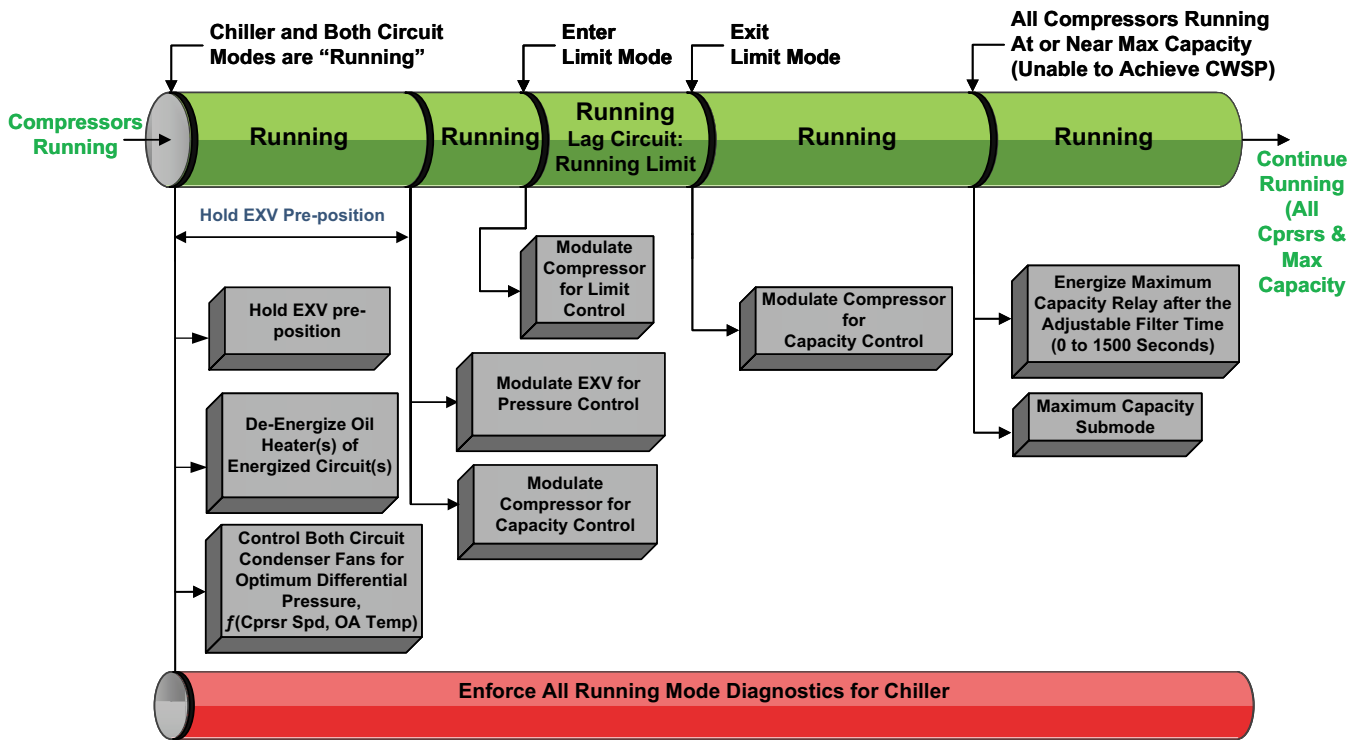 Chiller and Both Circuit
Modes are “Running”
Enter
Limit Mode
Exit
Limit Mode
All Compressors Running
At or Near Max Capacity
(Unable to Achieve CWSP)
Compressors
Running
Running
Running
Running
Lag Circuit:
Running Limit
Running
Running
Continue
Running
(All
Cprsrs &
Max
Capacity
Hold EXV Pre-position
Hold EXV pre-
position
De-Energize Oil
Heater(s) of
Energized Circuit(s)
Control Both Circuit
Condenser Fans for
Optimum Differential
Pressure,
ƒ(Cprsr Spd, OA Temp)
Modulate
Compressor
for Limit
Control
Modulate EXV for
Pressure Control
Modulate
Compressor for
Capacity Control
Modulate Compressor
for
Capacity Control
Energize Maximum
Capacity Relay after the
Adjustable Filter Time
(0 to 1500 Seconds)
Maximum Capacity
Submode
Enforce All Running Mode Diagnostics for Chiller